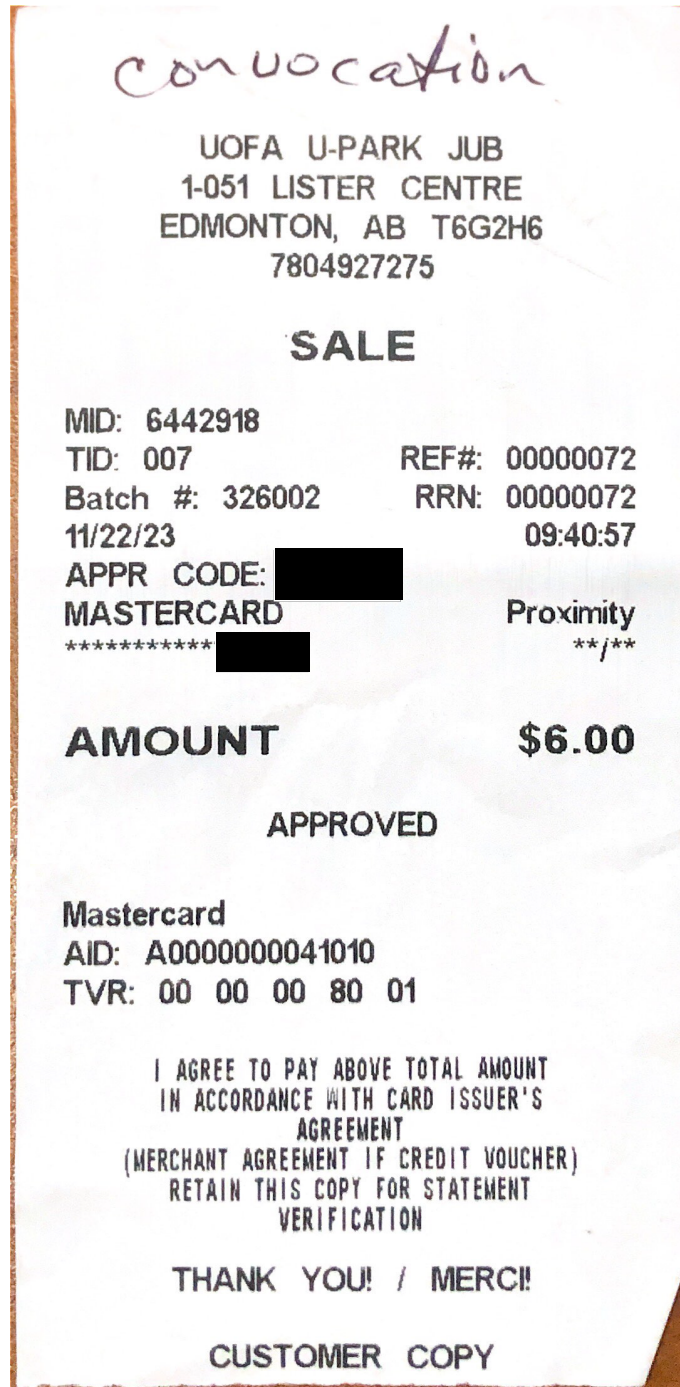 convocation
UOFA U-PARK JUB
1-051 LISTER CENTRE
EDMONTON, AB T6G2H6
7804927275
SALE
MID: 6442918
TID: 007 REF#: 00000072
Batch #: 326002 RRN: 00000072
11/22/23 09:40:57
APPR CODE:
MASTERCARD Proximity
*********** **/**
AMOUNT $6.00
APPROVED
Mastercard
AID: A0000000041010
TVR: 00 00 00 80 01
I AGREE TO PAY ABOVE TOTAL AMOUNT
IN ACCORDANCE WITH CARD ISSUER'S
AGREEMENT
(MERCHANT AGREEMENT IF CREDIT VOUCHER)
RETAIN THIS COPY FOR STATEMENT
VERIFICATION
THANK YOU! / MERCI!
CUSTOMER COPY